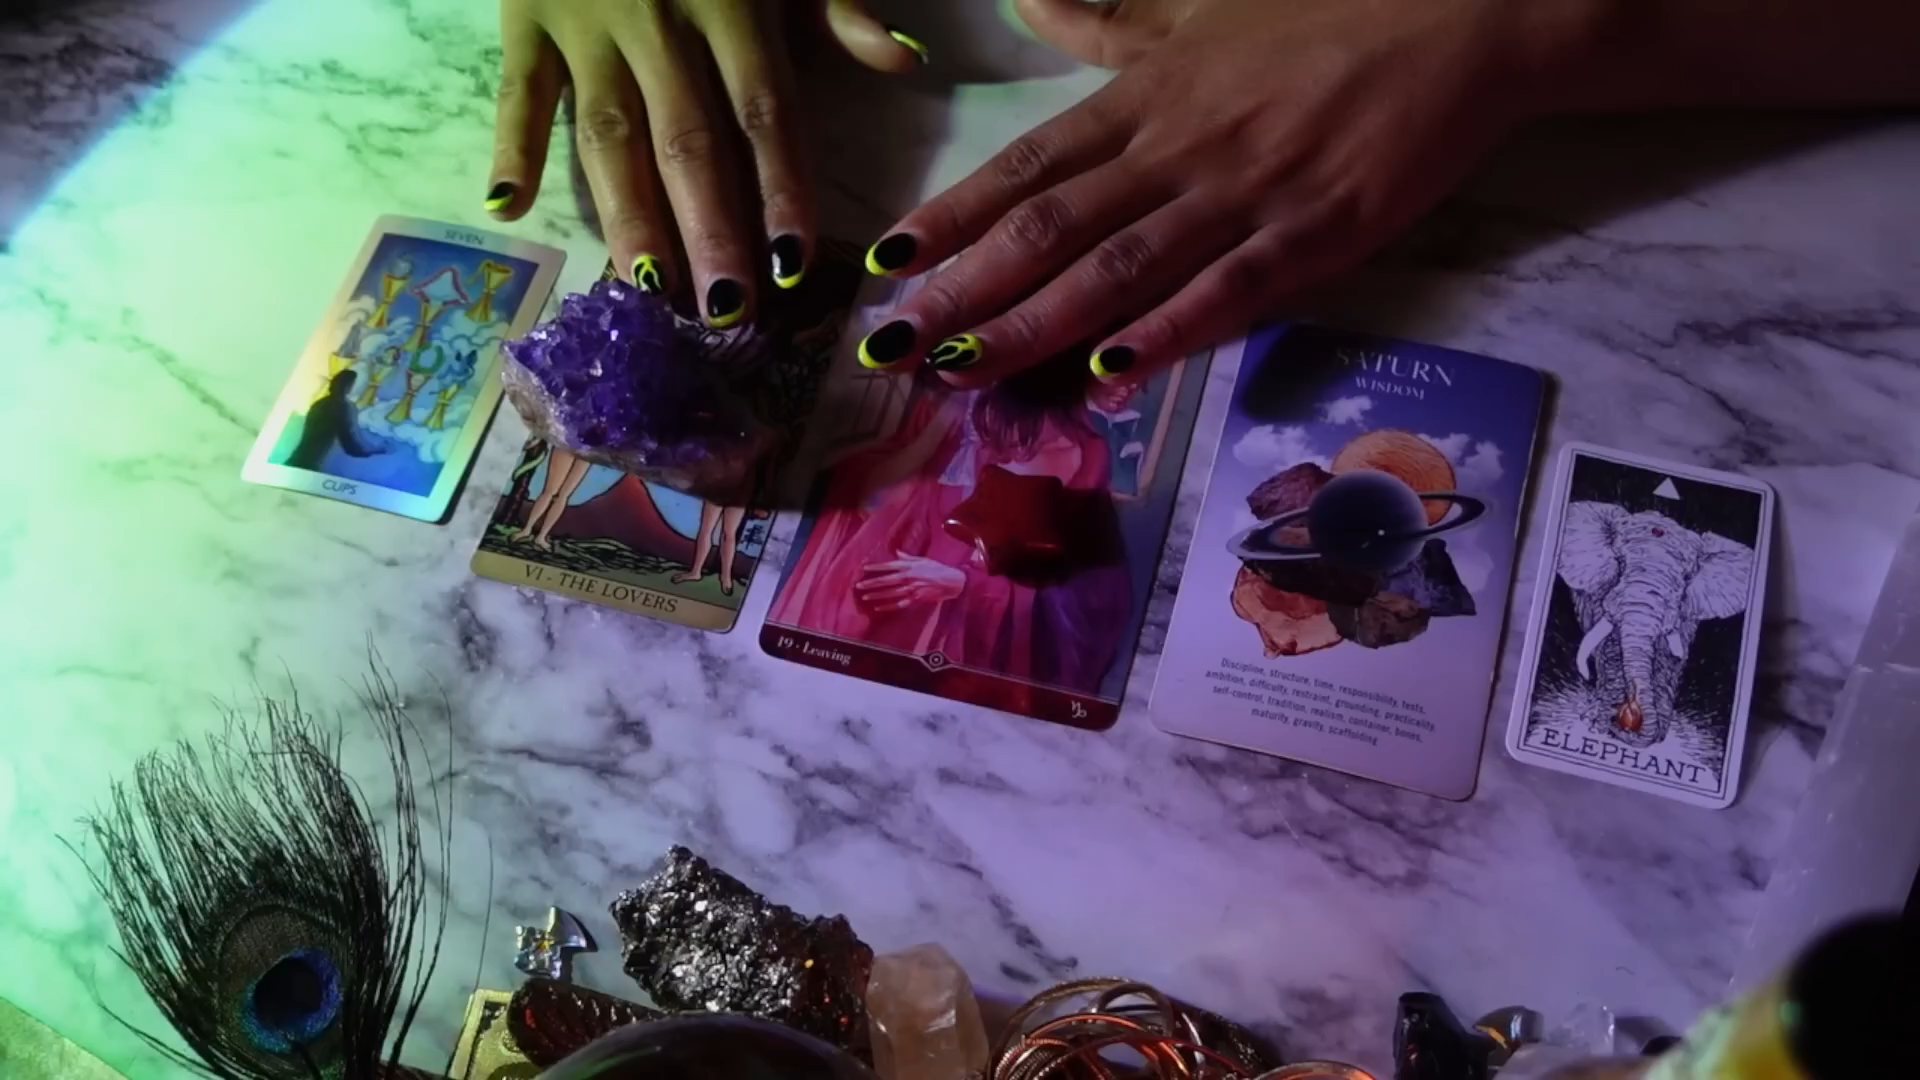 SEVEN
CUPS
VI - THE LOVERS
19 · Leaving
SATURN
WISDOM
Discipline, structure, time, responsibility, tests,
ambition, difficulty, restraint, grounding, practicality,
self-control, tradition, realism, container, bones,
maturity, gravity, scaffolding
ELEPHANT